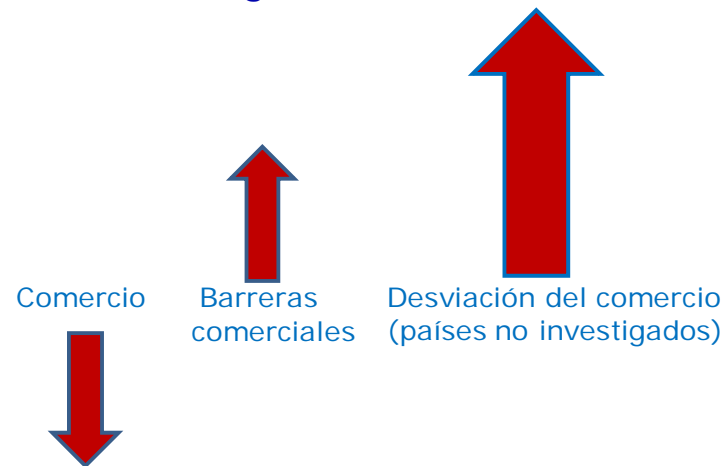 Comercio
Barreras
comerciales
Desviación del comercio
(países no investigados)